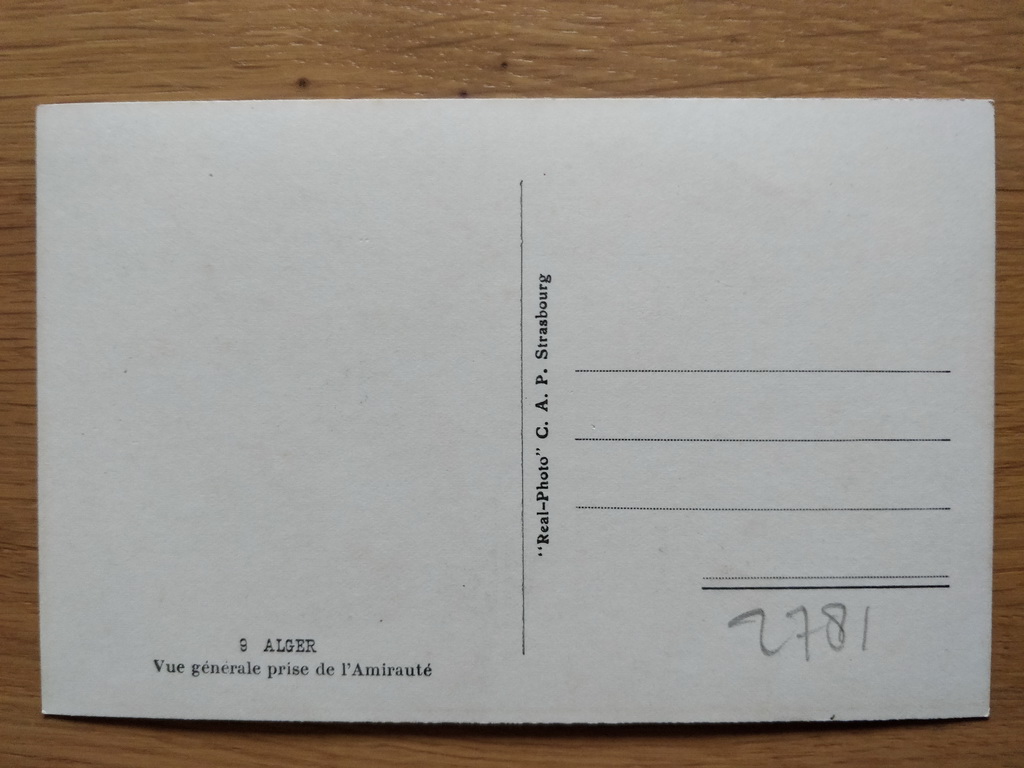 9 ALGER
Vue générale prise de l'Amirauté
"Real-Photo" C. A. P. Strasbourg
2781